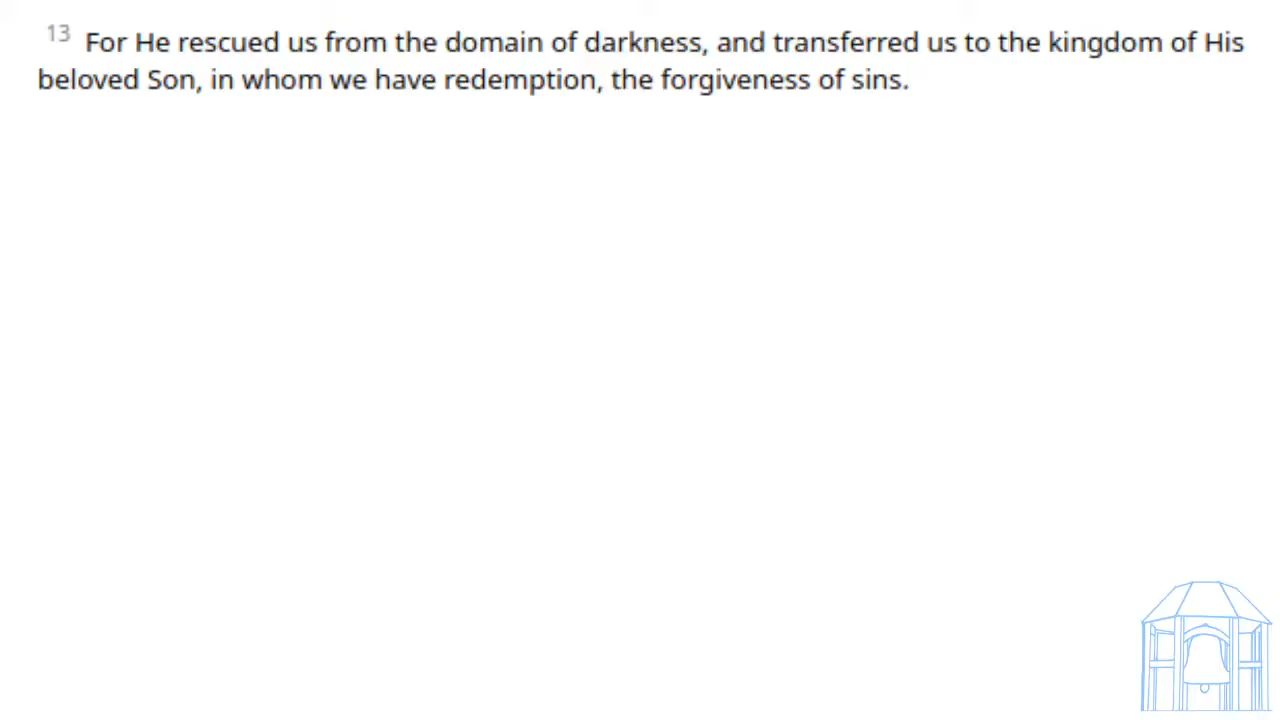 13 For He rescued us from the domain of darkness, and transferred us to the kingdom of His
beloved Son, in whom we have redemption, the forgiveness of sins.